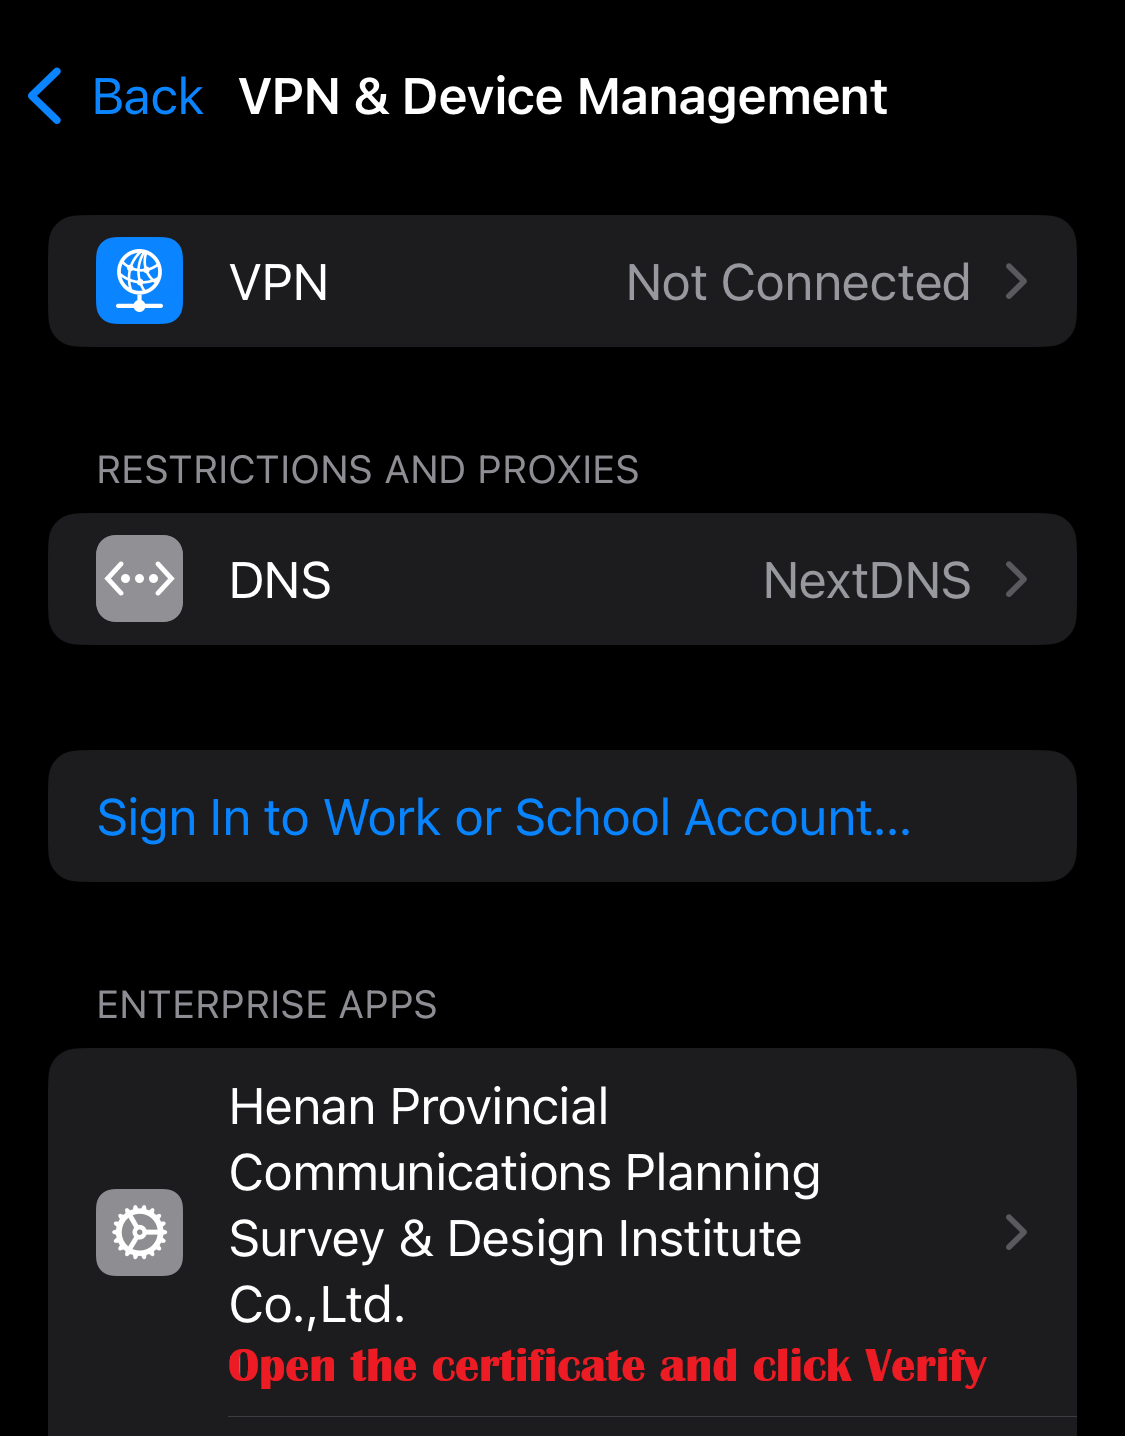 Back VPN & Device Management
VPN Not Connected
RESTRICTIONS AND PROXIES
DNS NextDNS
Sign In to Work or School Account...
ENTERPRISE APPS
Henan Provincial
Communications Planning
Survey & Design Institute
Co.,Ltd.
Open the certificate and click Verify